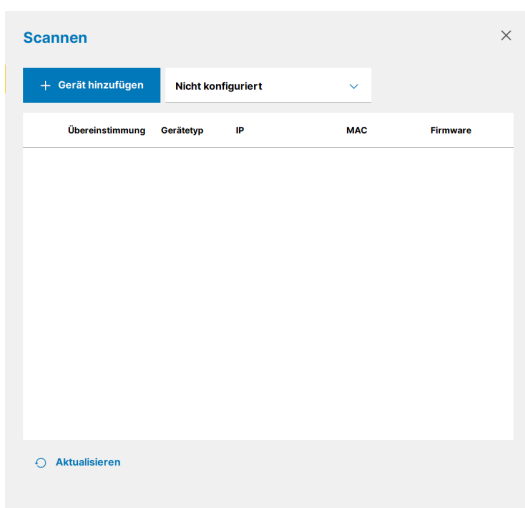 Scannen
Gerät hinzufügen Nicht konfiguriert
Übereinstimmung Gerätetyp IP MAC Firmware
Aktualisieren